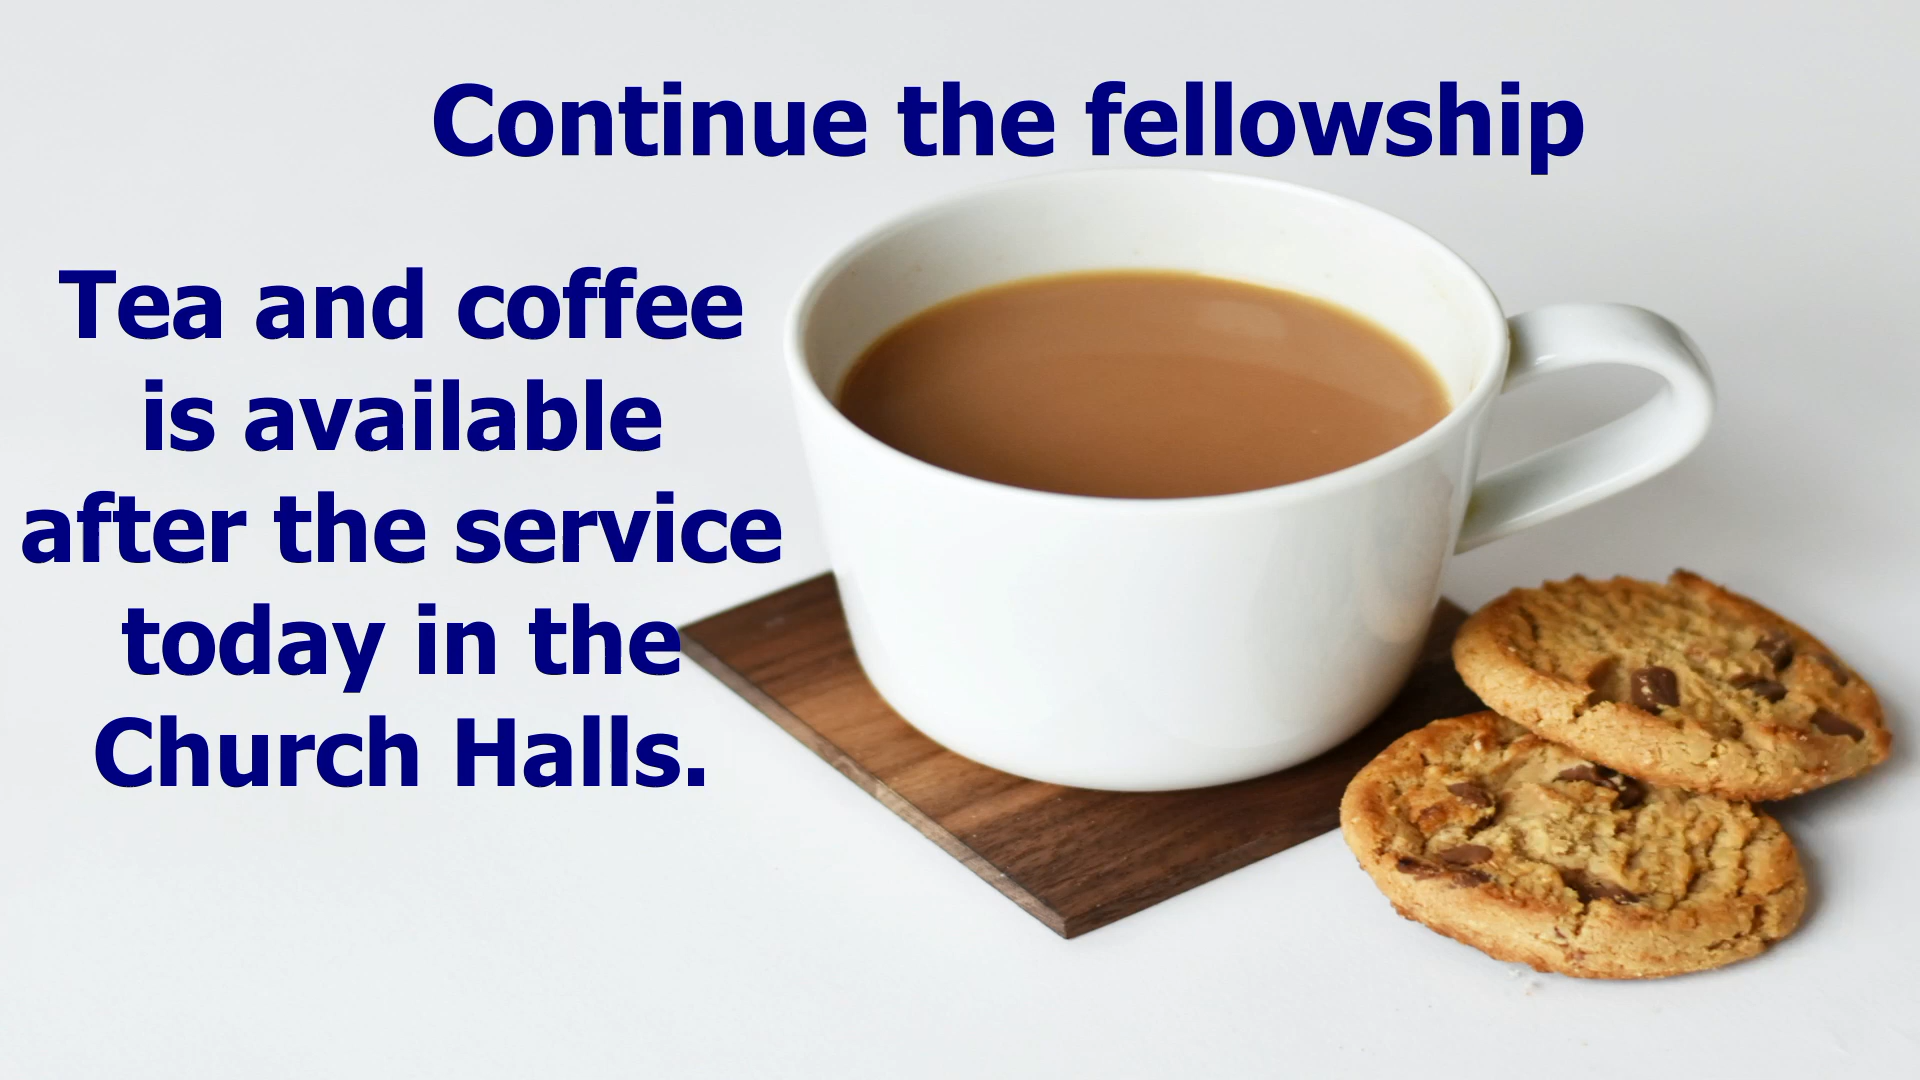 Continue the fellowship
Tea and coffee
is available
after the service
today in the
Church Halls.